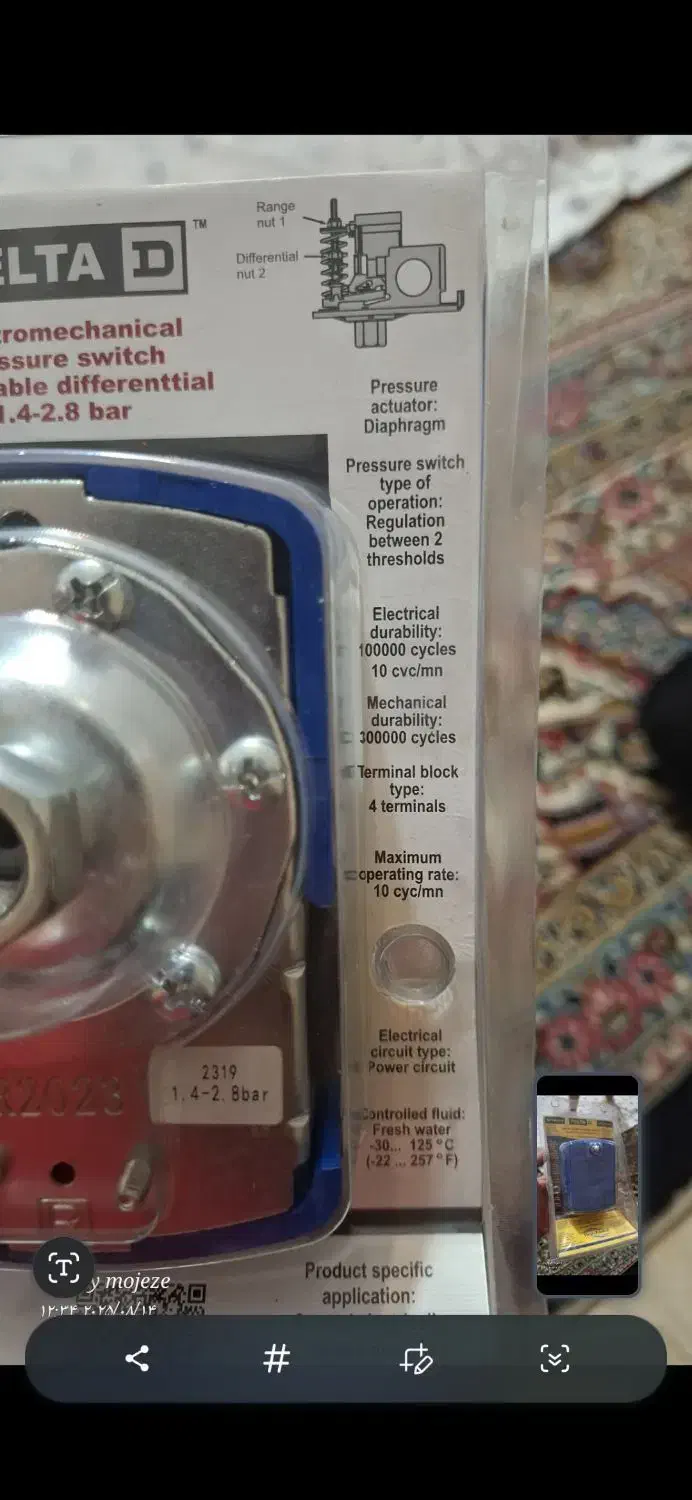 Range
nut 1
Differential
nut 2
ELTA D ™
tromechanical
ssure switch
able differenttial
1.4-2.8 bar
Pressure
actuator:
Diaphragm
Pressure switch
type of
operation:
Regulation
between 2
thresholds
Electrical
durability:
100000 cycles
10 cvc/mn
Mechanical
durability:
300000 cycles
Terminal block
type:
4 terminals
Maximum
operating rate:
10 cyc/mn
Electrical
circuit type:
Power circuit
2319
1.4-2.8bar
2023
Controlled fluid:
Fresh water
-30... 125 °C
(-22 ... 257 °F)
Product specific
application:
y mojeze